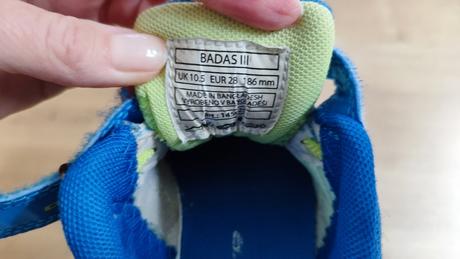 BADAS III
UK 10.5 EUR 28 186 mm
MADE IN BANGLADESH
VYROBENO V BANGLADÉŠI